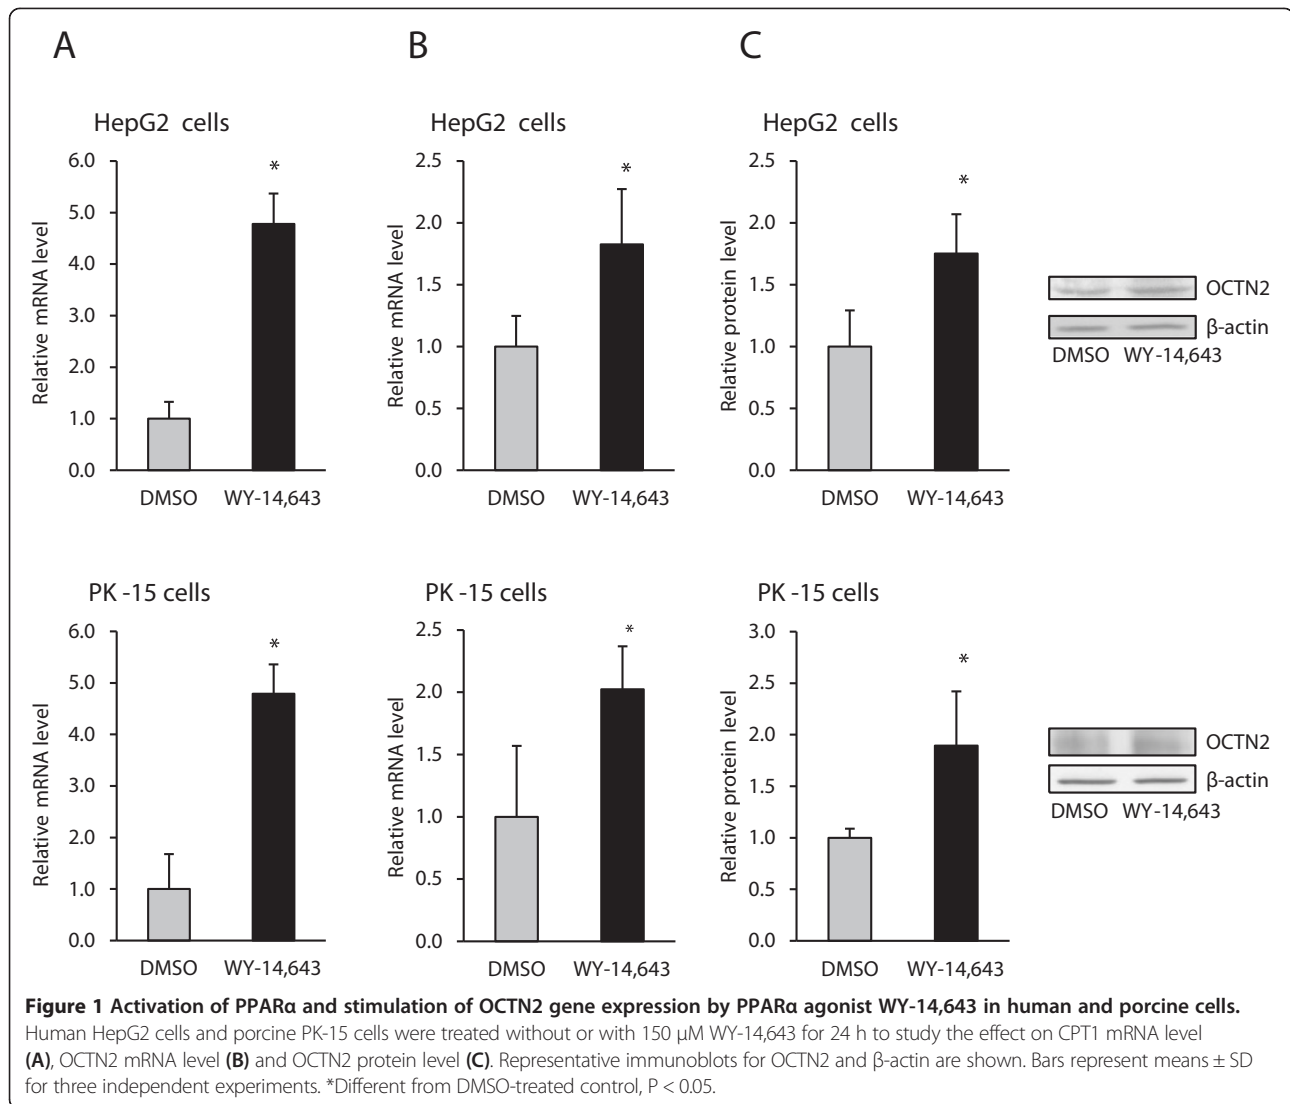 A
B
C
HepG2 cells
HepG2 cells
HepG2 cells
*
*
*
6.0
5.0
4.0
3.0
2.0
1.0
0.0
Relative mRNA level
DMSO WY-14,643
2.5
2.0
1.5
1.0
0.5
0.0
Relative mRNA level
DMSO WY-14,643
2.5
2.0
1.5
1.0
0.5
0.0
Relative protein level
DMSO WY-14,643
OCTN2
β-actin
DMSO WY-14,643
PK -15 cells
PK -15 cells
PK -15 cells
*
*
*
6.0
5.0
4.0
3.0
2.0
1.0
0.0
Relative mRNA level
DMSO WY-14,643
2.5
2.0
1.5
1.0
0.5
0.0
Relative mRNA level
DMSO WY-14,643
3.0
2.5
2.0
1.5
1.0
0.5
0.0
Relative protein level
DMSO WY-14,643
OCTN2
β-actin
DMSO WY-14,643
Figure 1 Activation of PPARα and stimulation of OCTN2 gene expression by PPARα agonist WY-14,643 in human and porcine cells.
Human HepG2 cells and porcine PK-15 cells were treated without or with 150 μM WY-14,643 for 24 h to study the effect on CPT1 mRNA level
(A), OCTN2 mRNA level (B) and OCTN2 protein level (C). Representative immunoblots for OCTN2 and β-actin are shown. Bars represent means ± SD
for three independent experiments. *Different from DMSO-treated control, P < 0.05.